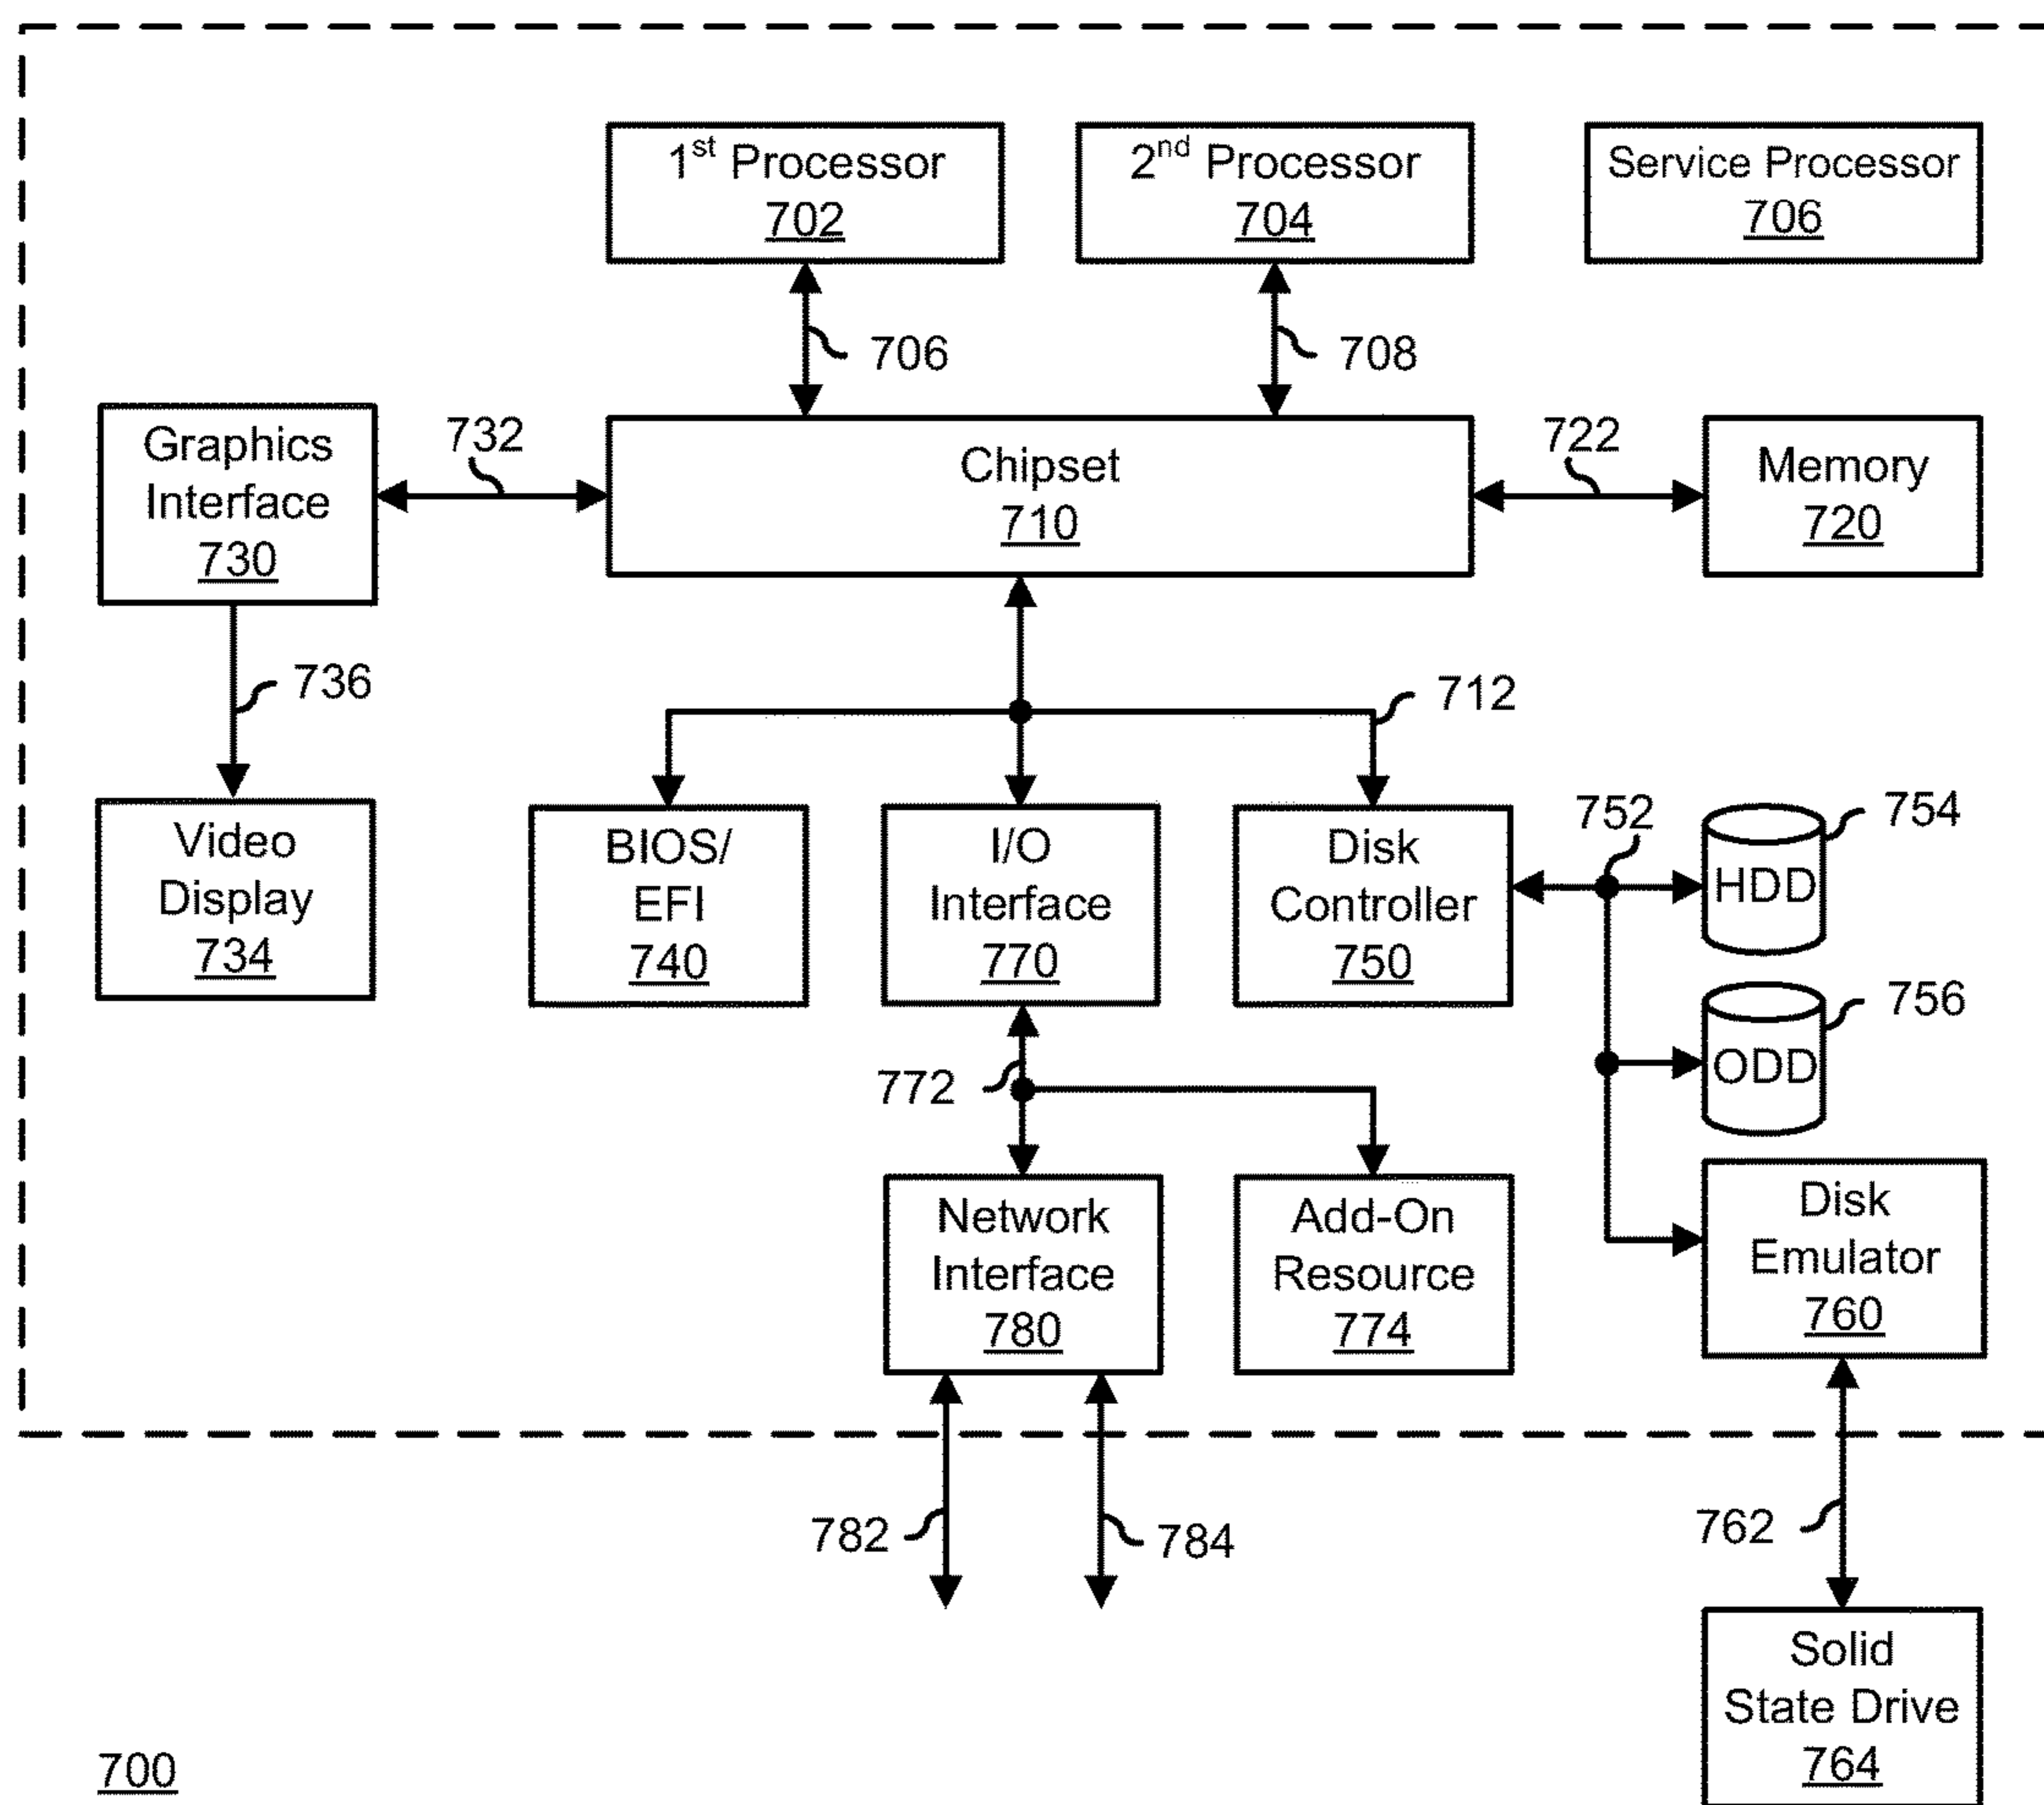 1st Processor
702
2nd Processor
704
Service Processor
706
706
708
Graphics
Interface
730
732
Chipset
710
722
Memory
720
736
712
Video
Display
734
BIOS/
EFI
740
I/O
Interface
770
Disk
Controller
750
752
HDD
754
ODD
756
772
Network
Interface
780
Add-On
Resource
774
Disk
Emulator
760
782
784
762
Solid
State Drive
764
700